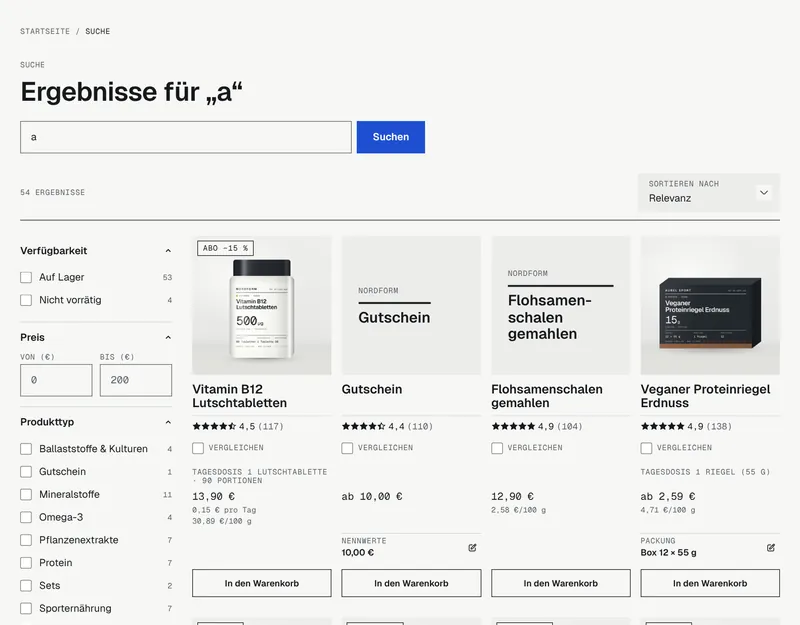 STARTSEITE / SUCHE
SUCHE
Ergebnisse für „a“
a
Suchen
54 ERGEBNISSE
SORTIEREN NACH
Relevanz
Verfügbarkeit
Auf Lager 53
Nicht vorrätig 4
Preis
VON (€) BIS (€)
0 200
Produkttyp
Ballaststoffe & Kulturen 4
Gutschein 1
Mineralstoffe 11
Omega-3 4
Pflanzenextrakte 7
Protein 7
Sets 2
Sporternährung 7
ABO −15 %
NORDFORM
Vitamin B12
Lutschtabletten
500µg
Vitamin B12
Lutschtabletten
4,5 (117)
VERGLEICHEN
TAGESDOSIS 1 LUTSCHTABLETTE
· 90 PORTIONEN
13,90 €
0,15 € pro Tag
30,89 €/100 g
In den Warenkorb
NORDFORM
Gutschein
Gutschein
4,4 (110)
VERGLEICHEN
ab 10,00 €
NENNWERTE
10,00 €
In den Warenkorb
NORDFORM
Flohsamen-
schalen
gemahlen
Flohsamenschalen
gemahlen
4,9 (104)
VERGLEICHEN
12,90 €
2,58 €/100 g
In den Warenkorb
Veganer
Proteinriegel Erdnuss
15
Veganer Proteinriegel
Erdnuss
4,9 (138)
VERGLEICHEN
TAGESDOSIS 1 RIEGEL (55 G)
ab 2,59 €
4,71 €/100 g
PACKUNG
Box 12 × 55 g
In den Warenkorb